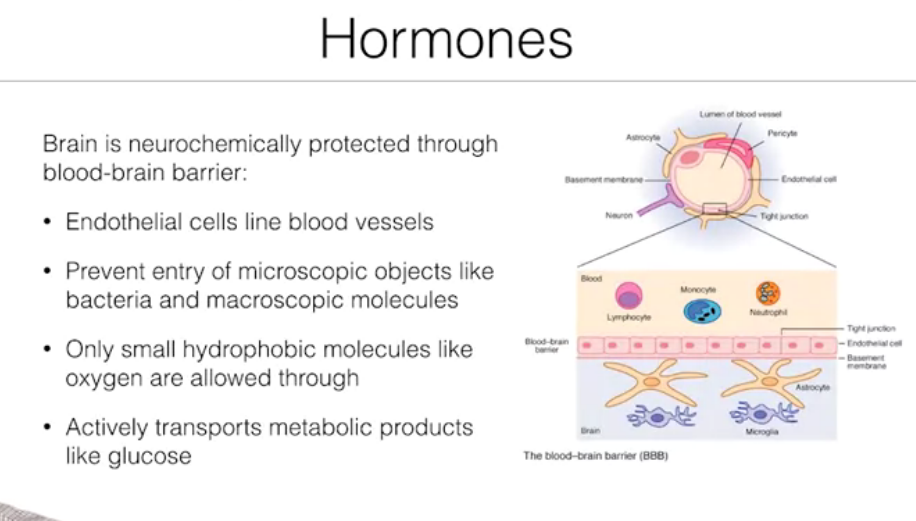 Hormones
Brain is neurochemically protected through
blood-brain barrier:
• Endothelial cells line blood vessels
• Prevent entry of microscopic objects like
bacteria and macroscopic molecules
• Only small hydrophobic molecules like
oxygen are allowed through
• Actively transports metabolic products
like glucose
Lumen of blood vessel
Astrocyte
Pericyte
Basement membrane
Endothelial cell
Neuron
Tight junction
Blood
Monocyte
Lymphocyte
Neutrophil
Tight junction
Blood–brain
barrier
Endothelial cell
Basement
membrane
Astrocyte
Brain
Microglia
The blood–brain barrier (BBB)